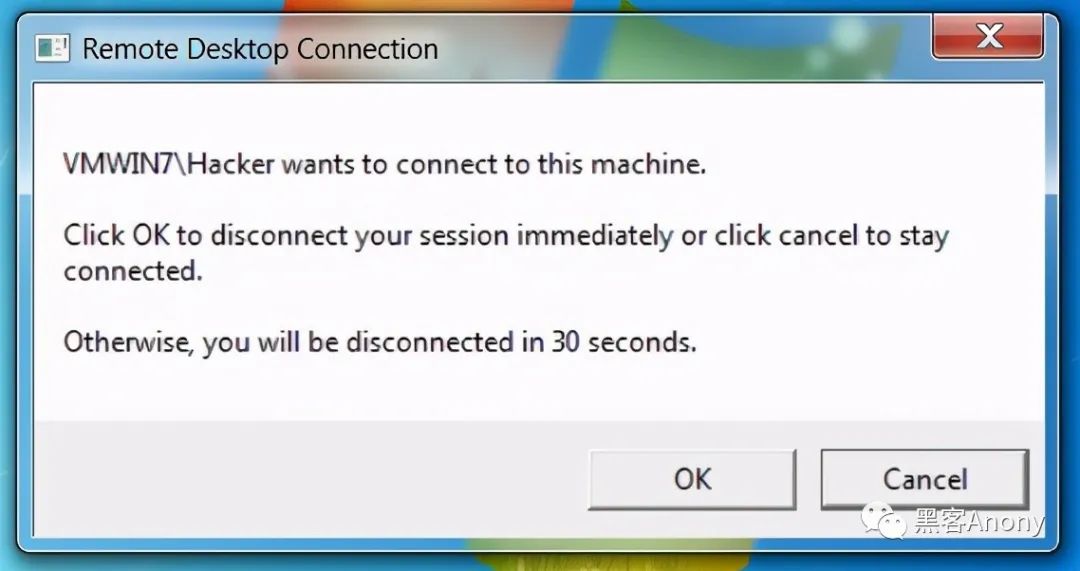 Remote Desktop Connection
VMWIN7\Hacker wants to connect to this machine.
Click OK to disconnect your session immediately or click cancel to stay
connected.
Otherwise, you will be disconnected in 30 seconds.
OK
Cancel
黑客Anony